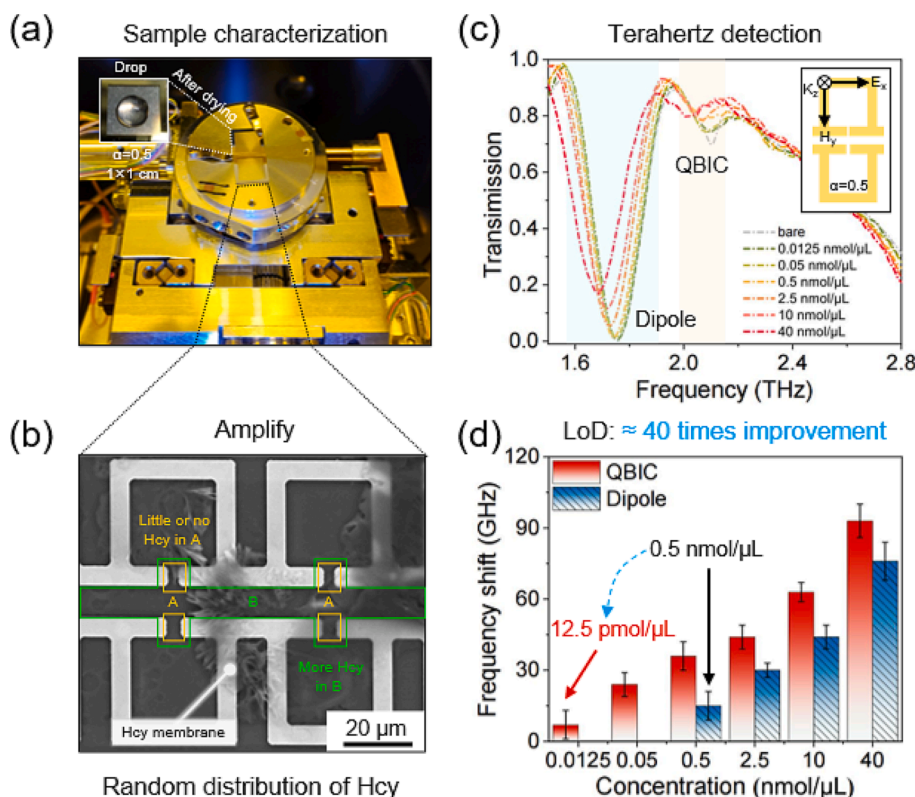 (a)
Sample characterization
Drop
After drying
α=0.5
1×1 cm
(b)
Amplify
Little or no
Hcy in A
A
B
A
More Hcy
in B
Hcy membrane
20 µm
Random distribution of Hcy
(c)
Terahertz detection
Transimission
1.0
0.8
0.6
0.4
0.2
0.0
1.6
2.0
2.4
2.8
Frequency (THz)
QBIC
Dipole
Kz
Ex
Hy
α=0.5
bare
0.0125 nmol/µL
0.05 nmol/µL
0.5 nmol/µL
2.5 nmol/µL
10 nmol/µL
40 nmol/µL
(d)
LoD: ≈ 40 times improvement
Frequency shift (GHz)
120
90
60
30
0
QBIC
Dipole
0.5 nmol/µL
12.5 pmol/µL
0.0125
0.05
0.5
2.5
10
40
Concentration (nmol/µL)